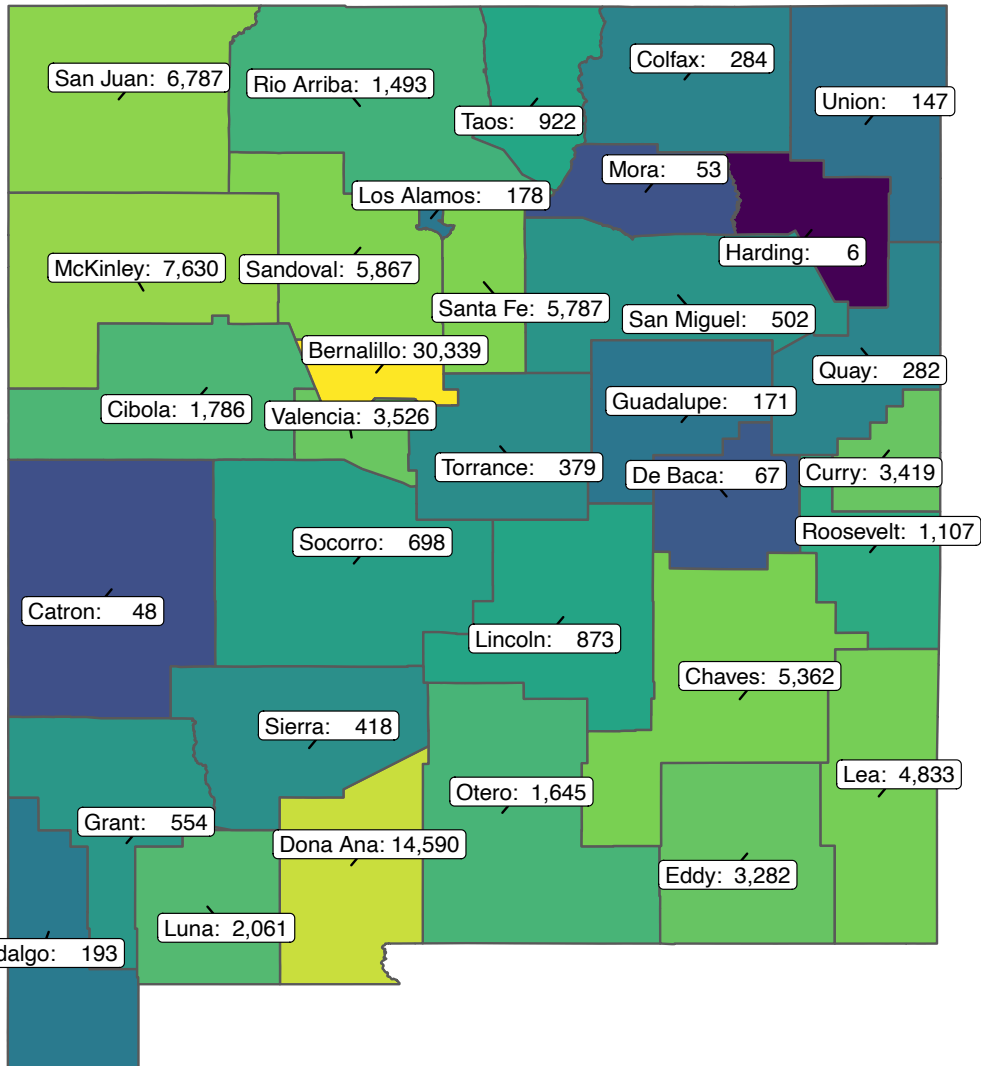 San Juan: 6,787
Rio Arriba: 1,493
Taos: 922
Colfax: 284
Union: 147
Mora: 53
Los Alamos: 178
Harding: 6
McKinley: 7,630
Sandoval: 5,867
Santa Fe: 5,787
San Miguel: 502
Bernalillo: 30,339
Quay: 282
Cibola: 1,786
Valencia: 3,526
Guadalupe: 171
Torrance: 379
De Baca: 67
Curry: 3,419
Socorro: 698
Roosevelt: 1,107
Catron: 48
Lincoln: 873
Chaves: 5,362
Sierra: 418
Lea: 4,833
Otero: 1,645
Grant: 554
Dona Ana: 14,590
Eddy: 3,282
Luna: 2,061
dalgo: 193